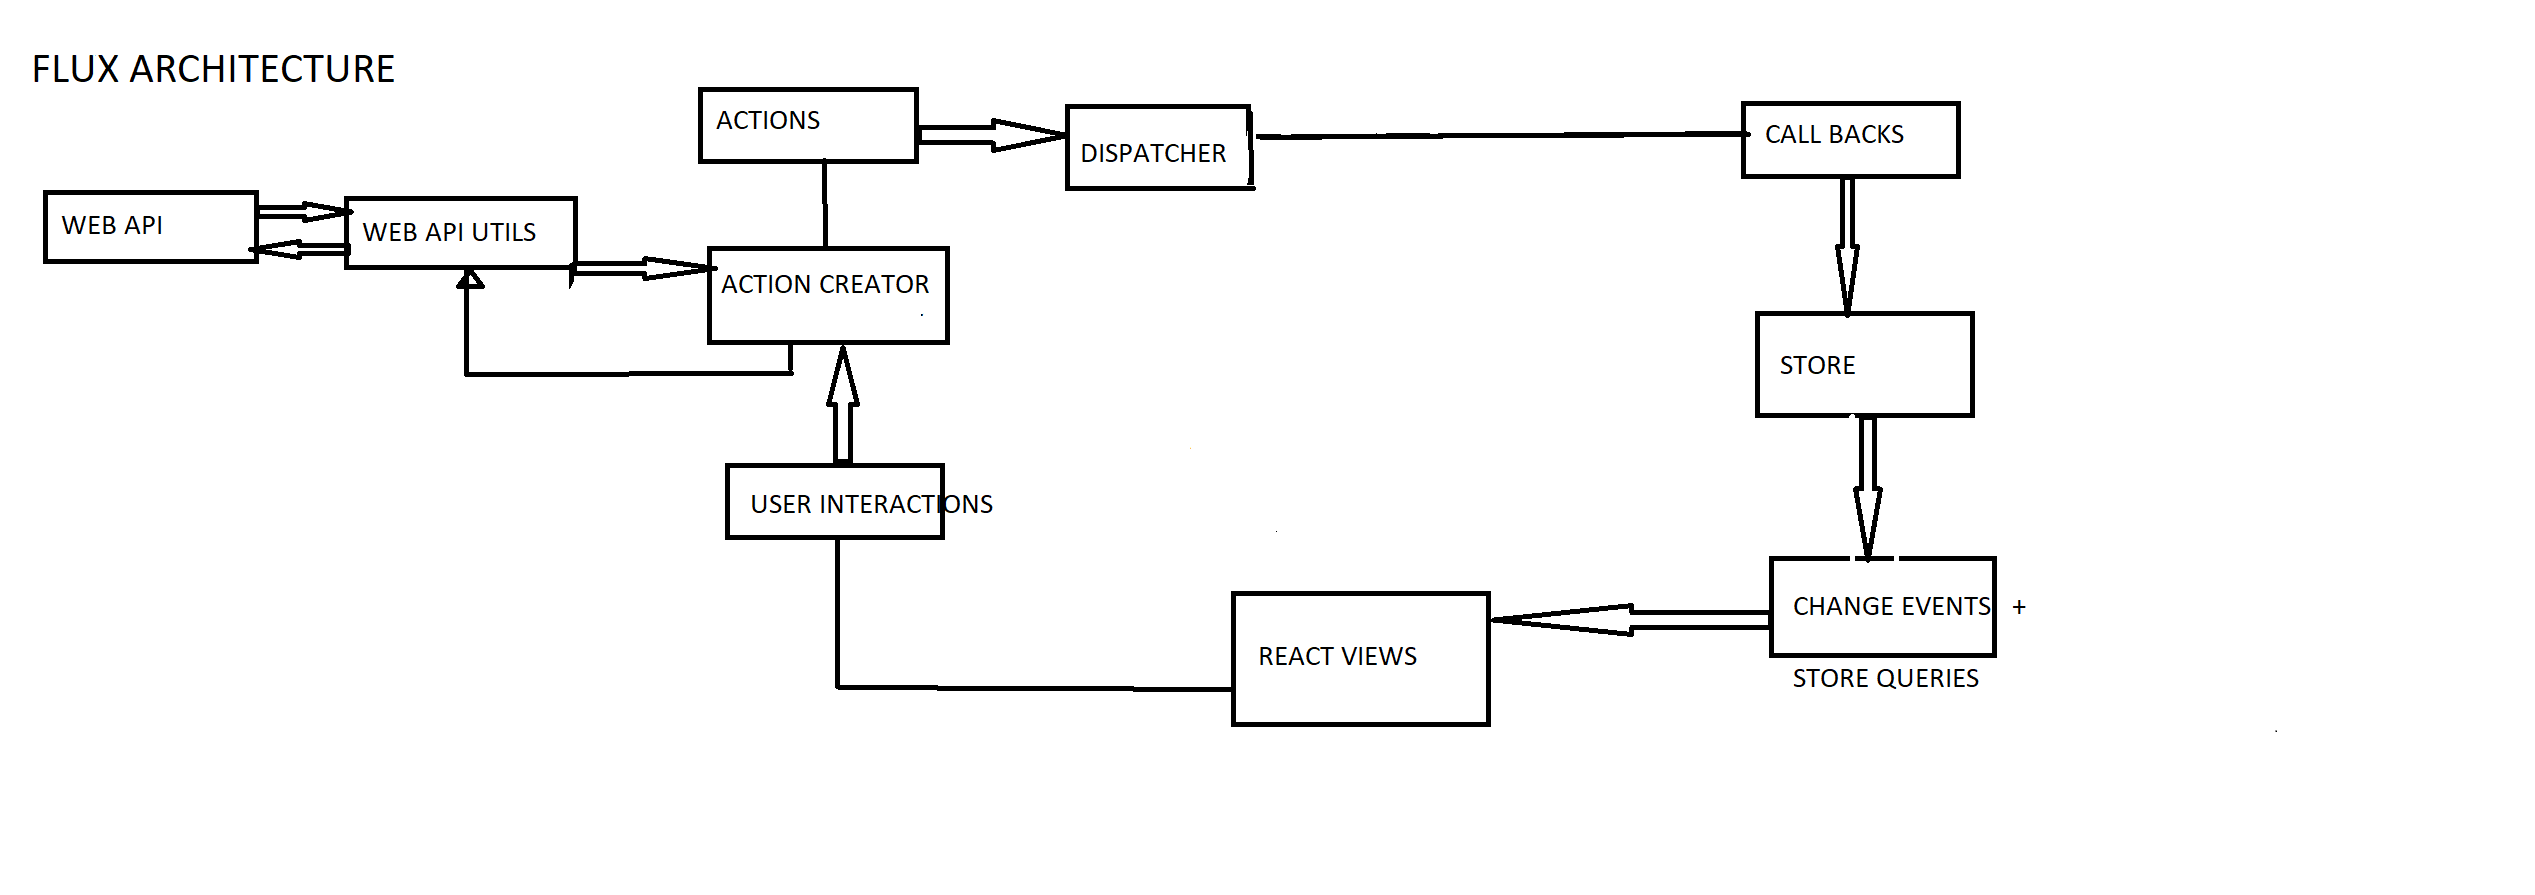 FLUX ARCHITECTURE
ACTIONS
DISPATCHER
CALL BACKS
WEB API
WEB API UTILS
ACTION CREATOR
STORE
USER INTERACTIONS
CHANGE EVENTS +
STORE QUERIES
REACT VIEWS